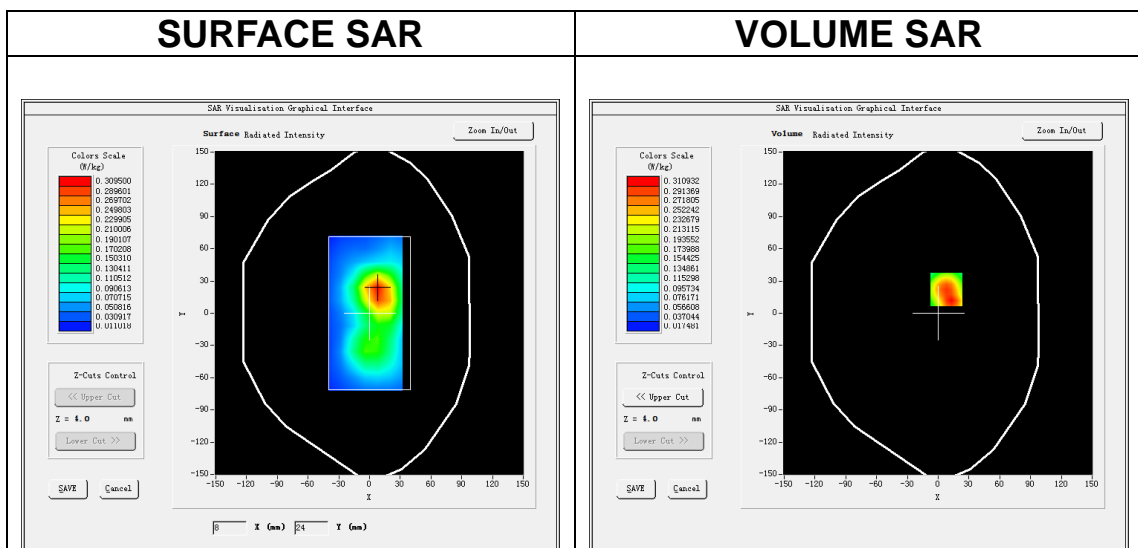 SURFACE SAR
SAR Visualisation Graphical Interface
Surface Radiated Intensity
Zoom In/Out
Colors Scale
(W/kg)
0.309500
0.289601
0.269702
0.249803
0.229905
0.210006
0.190107
0.170208
0.150310
0.130411
0.110512
0.090613
0.070715
0.050816
0.030917
0.011018
Z-Cuts Control
<< Upper Cut
Z = 4.0 mm
Lower Cut >>
SAVE Cancel
150
120
90
60
30
0
-30
-60
-90
-120
-150
Y
-150 -120 -90 -60 -30 0 30 60 90 120 150
X
8 X (mm) 24 Y (mm)
VOLUME SAR
SAR Visualisation Graphical Interface
Volume Radiated Intensity
Zoom In/Out
Colors Scale
(W/kg)
0.310932
0.291369
0.271805
0.252242
0.232679
0.213115
0.193552
0.173988
0.154425
0.134861
0.115298
0.095734
0.076171
0.056608
0.037044
0.017481
Z-Cuts Control
<< Upper Cut
Z = 4.0 mm
Lower Cut >>
SAVE Cancel
150
120
90
60
30
0
-30
-60
-90
-120
-150
Y
-150 -120 -90 -60 -30 0 30 60 90 120 150
X